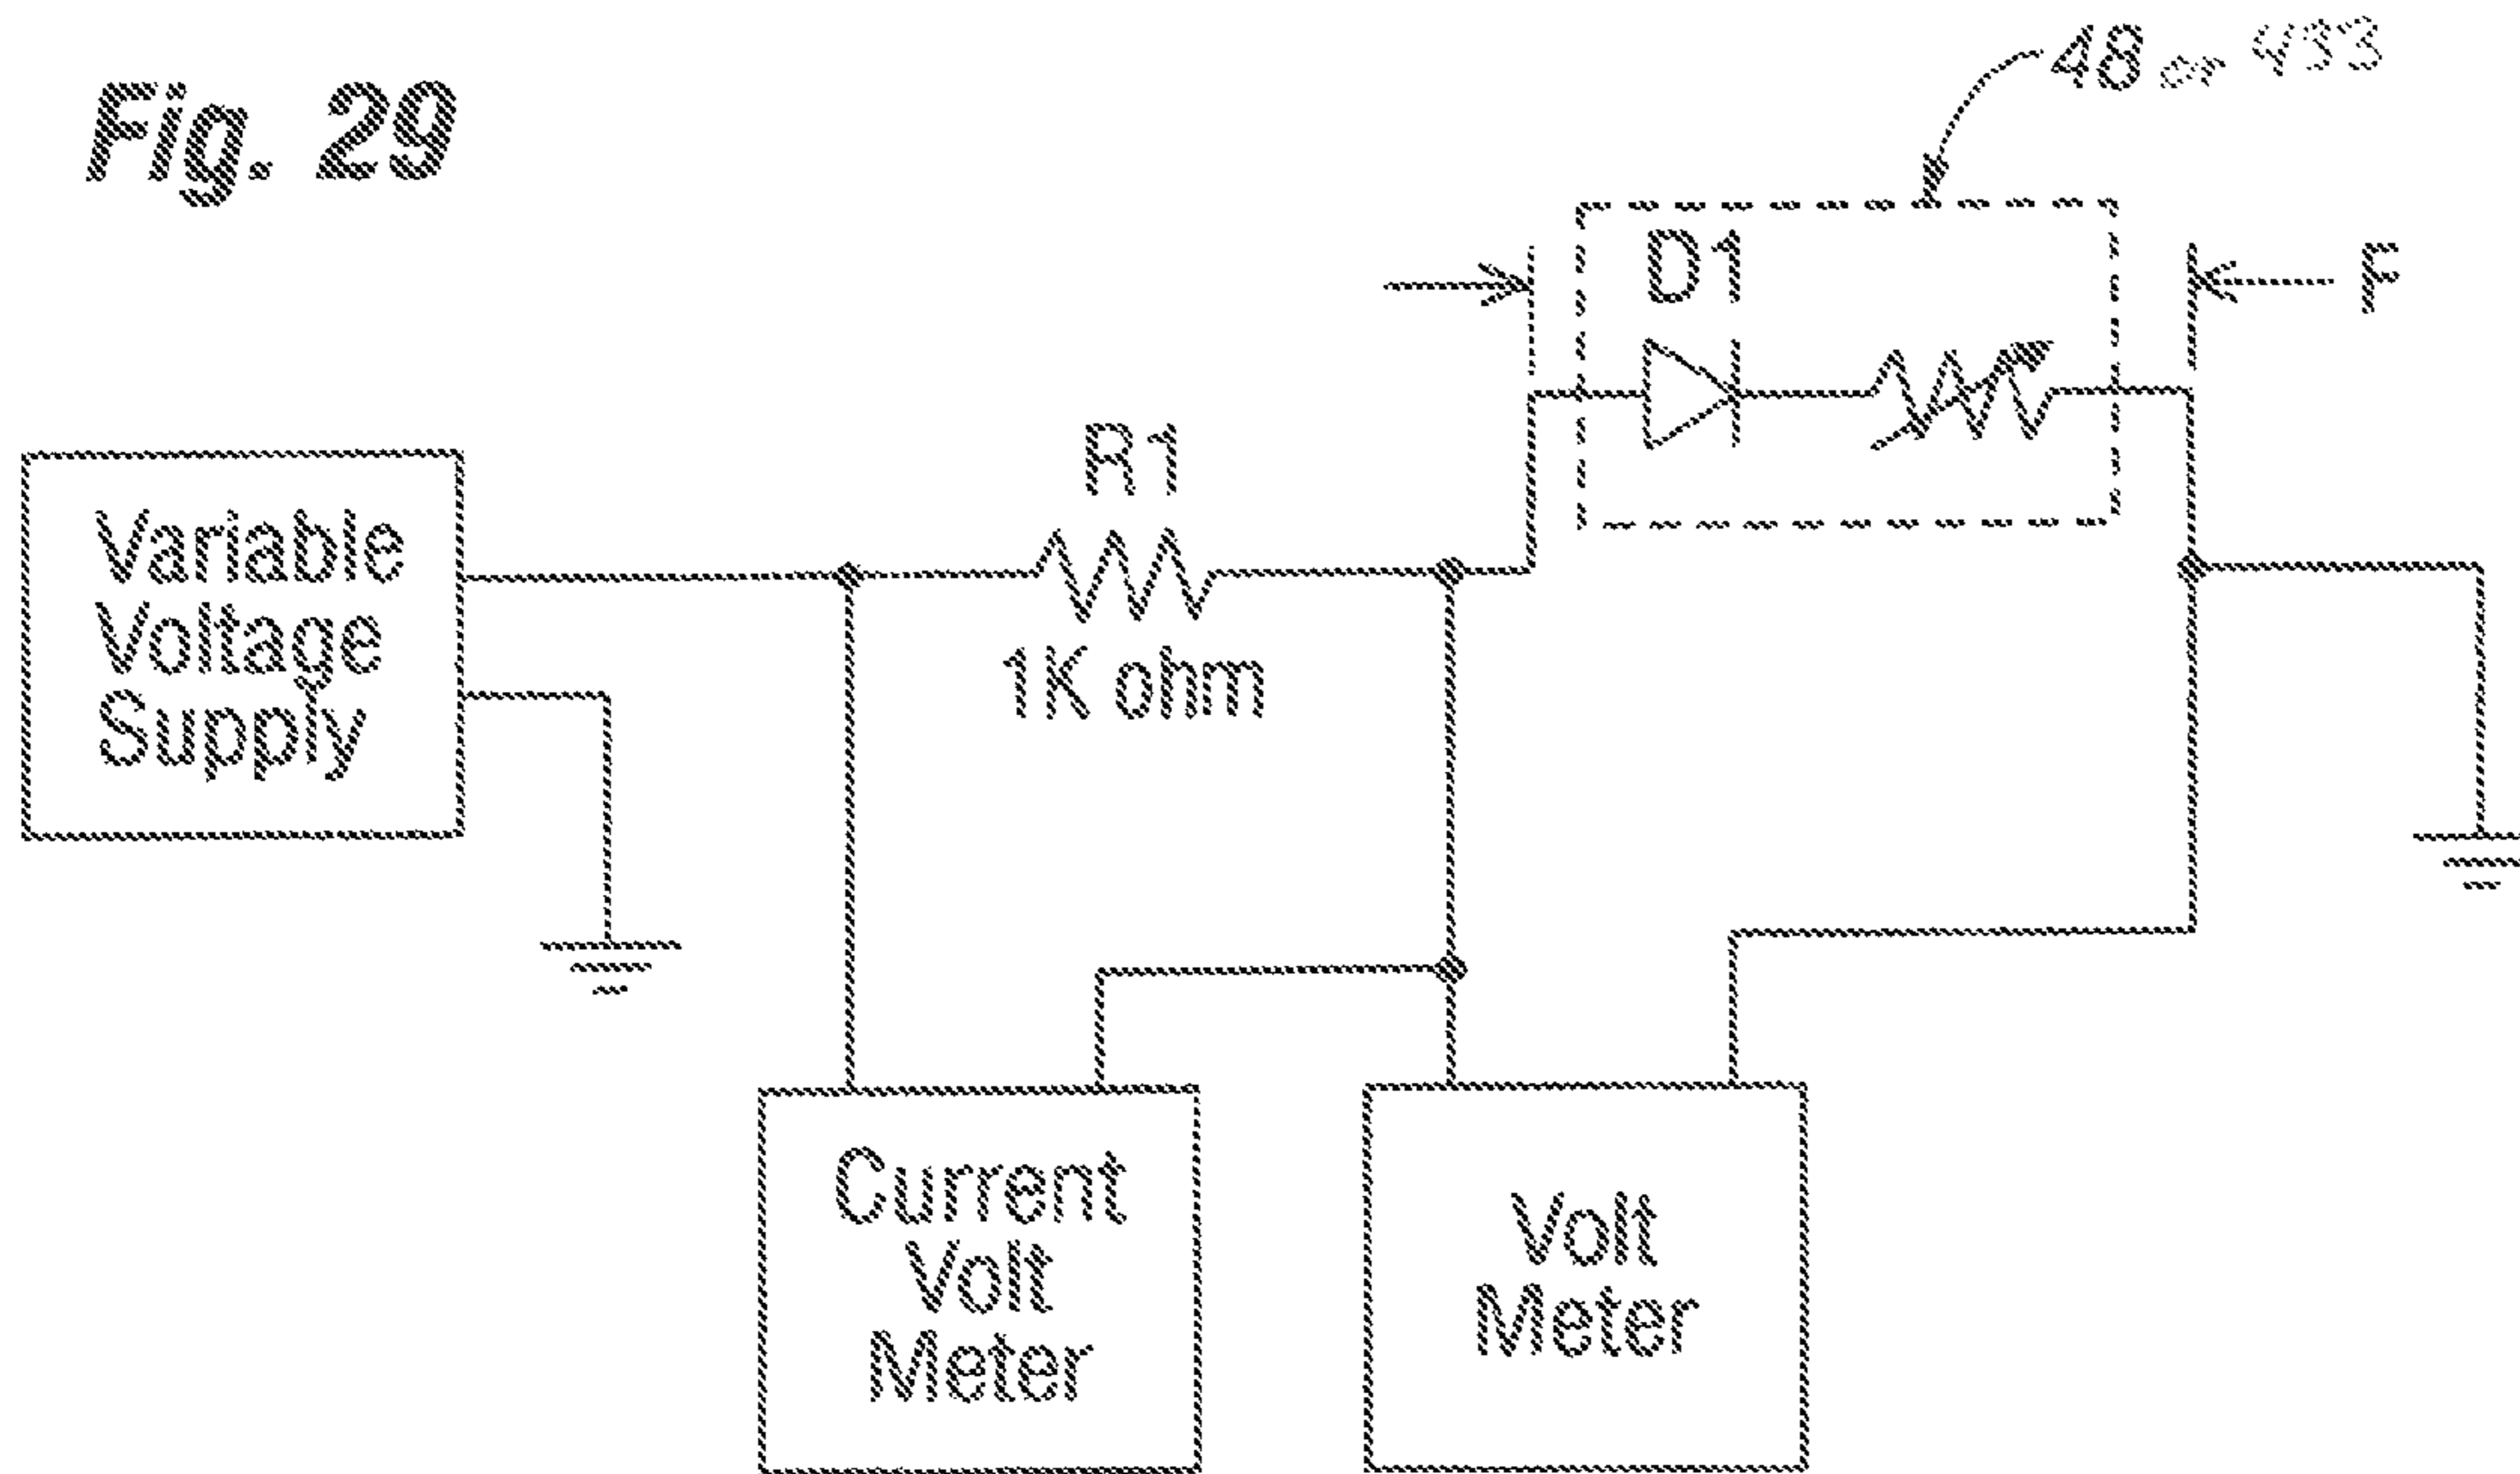 Fig. 29
48 or 433
D1
F
R1
1K ohm
Variable
Voltage
Supply
Current
Volt
Meter
Volt
Meter